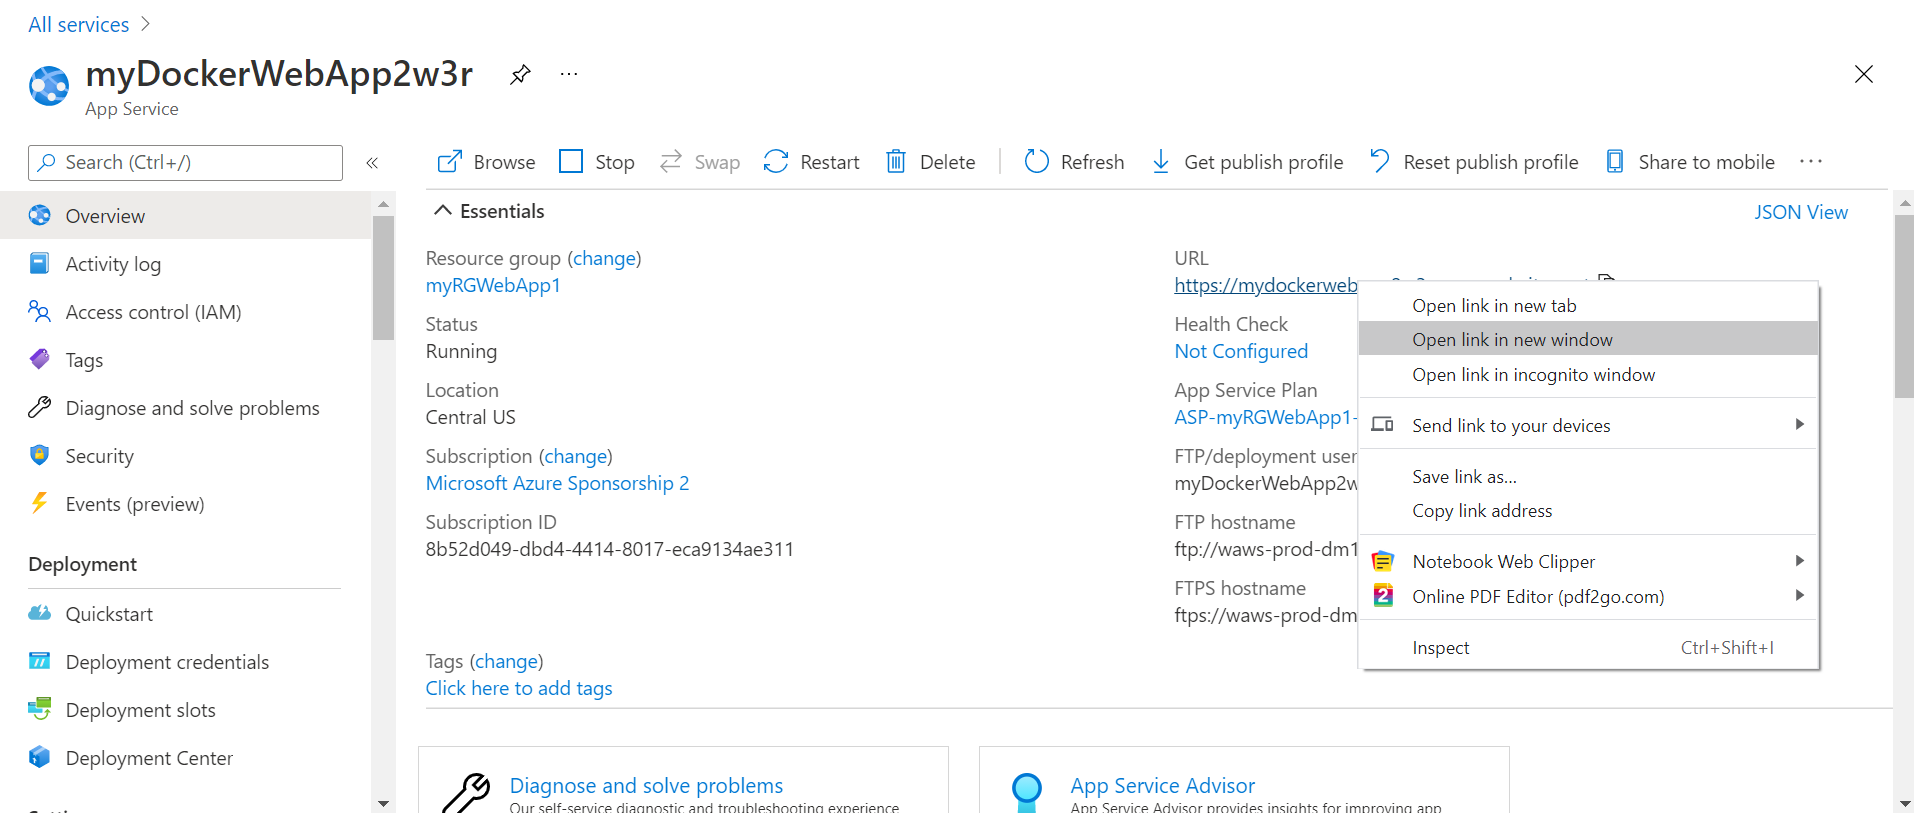 All services >
myDockerWebApp2w3r ...
App Service
Search (Ctrl+/) «
Browse Stop Swap Restart Delete Refresh Get publish profile Reset publish profile Share to mobile ...
Overview
Activity log
Access control (IAM)
Tags
Diagnose and solve problems
Security
Events (preview)
Deployment
Quickstart
Deployment credentials
Deployment slots
Deployment Center
Essentials
JSON View
Resource group (change)
myRGWebApp1
Status
Running
Location
Central US
Subscription (change)
Microsoft Azure Sponsorship 2
Subscription ID
8b52d049-dbd4-4414-8017-eca9134ae311
Tags (change)
Click here to add tags
URL
https://mydockerweb
Health Check
Not Configured
App Service Plan
ASP-myRGWebApp1-
FTP/deployment user
myDockerWebApp2w
FTP hostname
ftp://waws-prod-dm1
FTPS hostname
ftps://waws-prod-dm
Open link in new tab
Open link in new window
Open link in incognito window
Send link to your devices
Save link as...
Copy link address
Notebook Web Clipper
Online PDF Editor (pdf2go.com)
Inspect Ctrl+Shift+I
Diagnose and solve problems
Our self-service diagnostic and troubleshooting experience
App Service Advisor
App Service Advisor provides insights for improving app